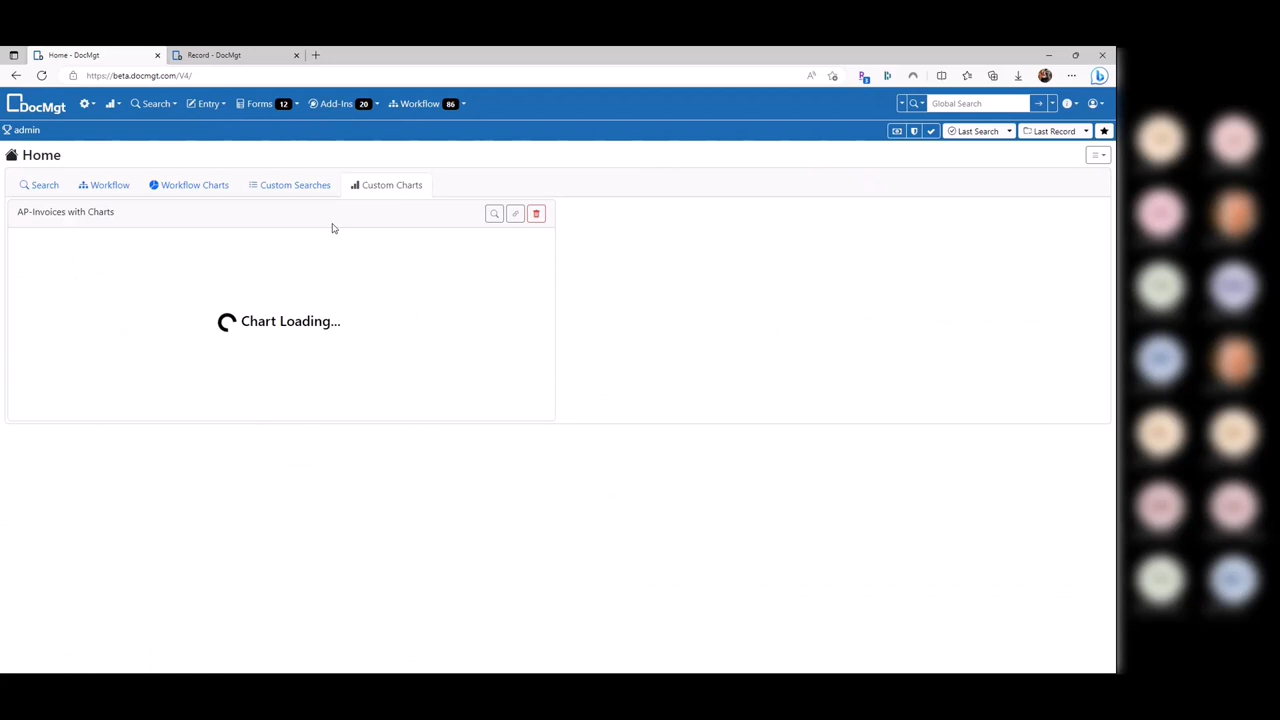 Home - DocMgt
Record - DocMgt
https://beta.docmgt.com/V4/
DocMgt
Search
Entry
Forms 12
Add-Ins 20
Workflow 86
Global Search
admin
Last Search
Last Record
Home
Search
Workflow
Workflow Charts
Custom Searches
Custom Charts
AP-Invoices with Charts
Chart Loading...